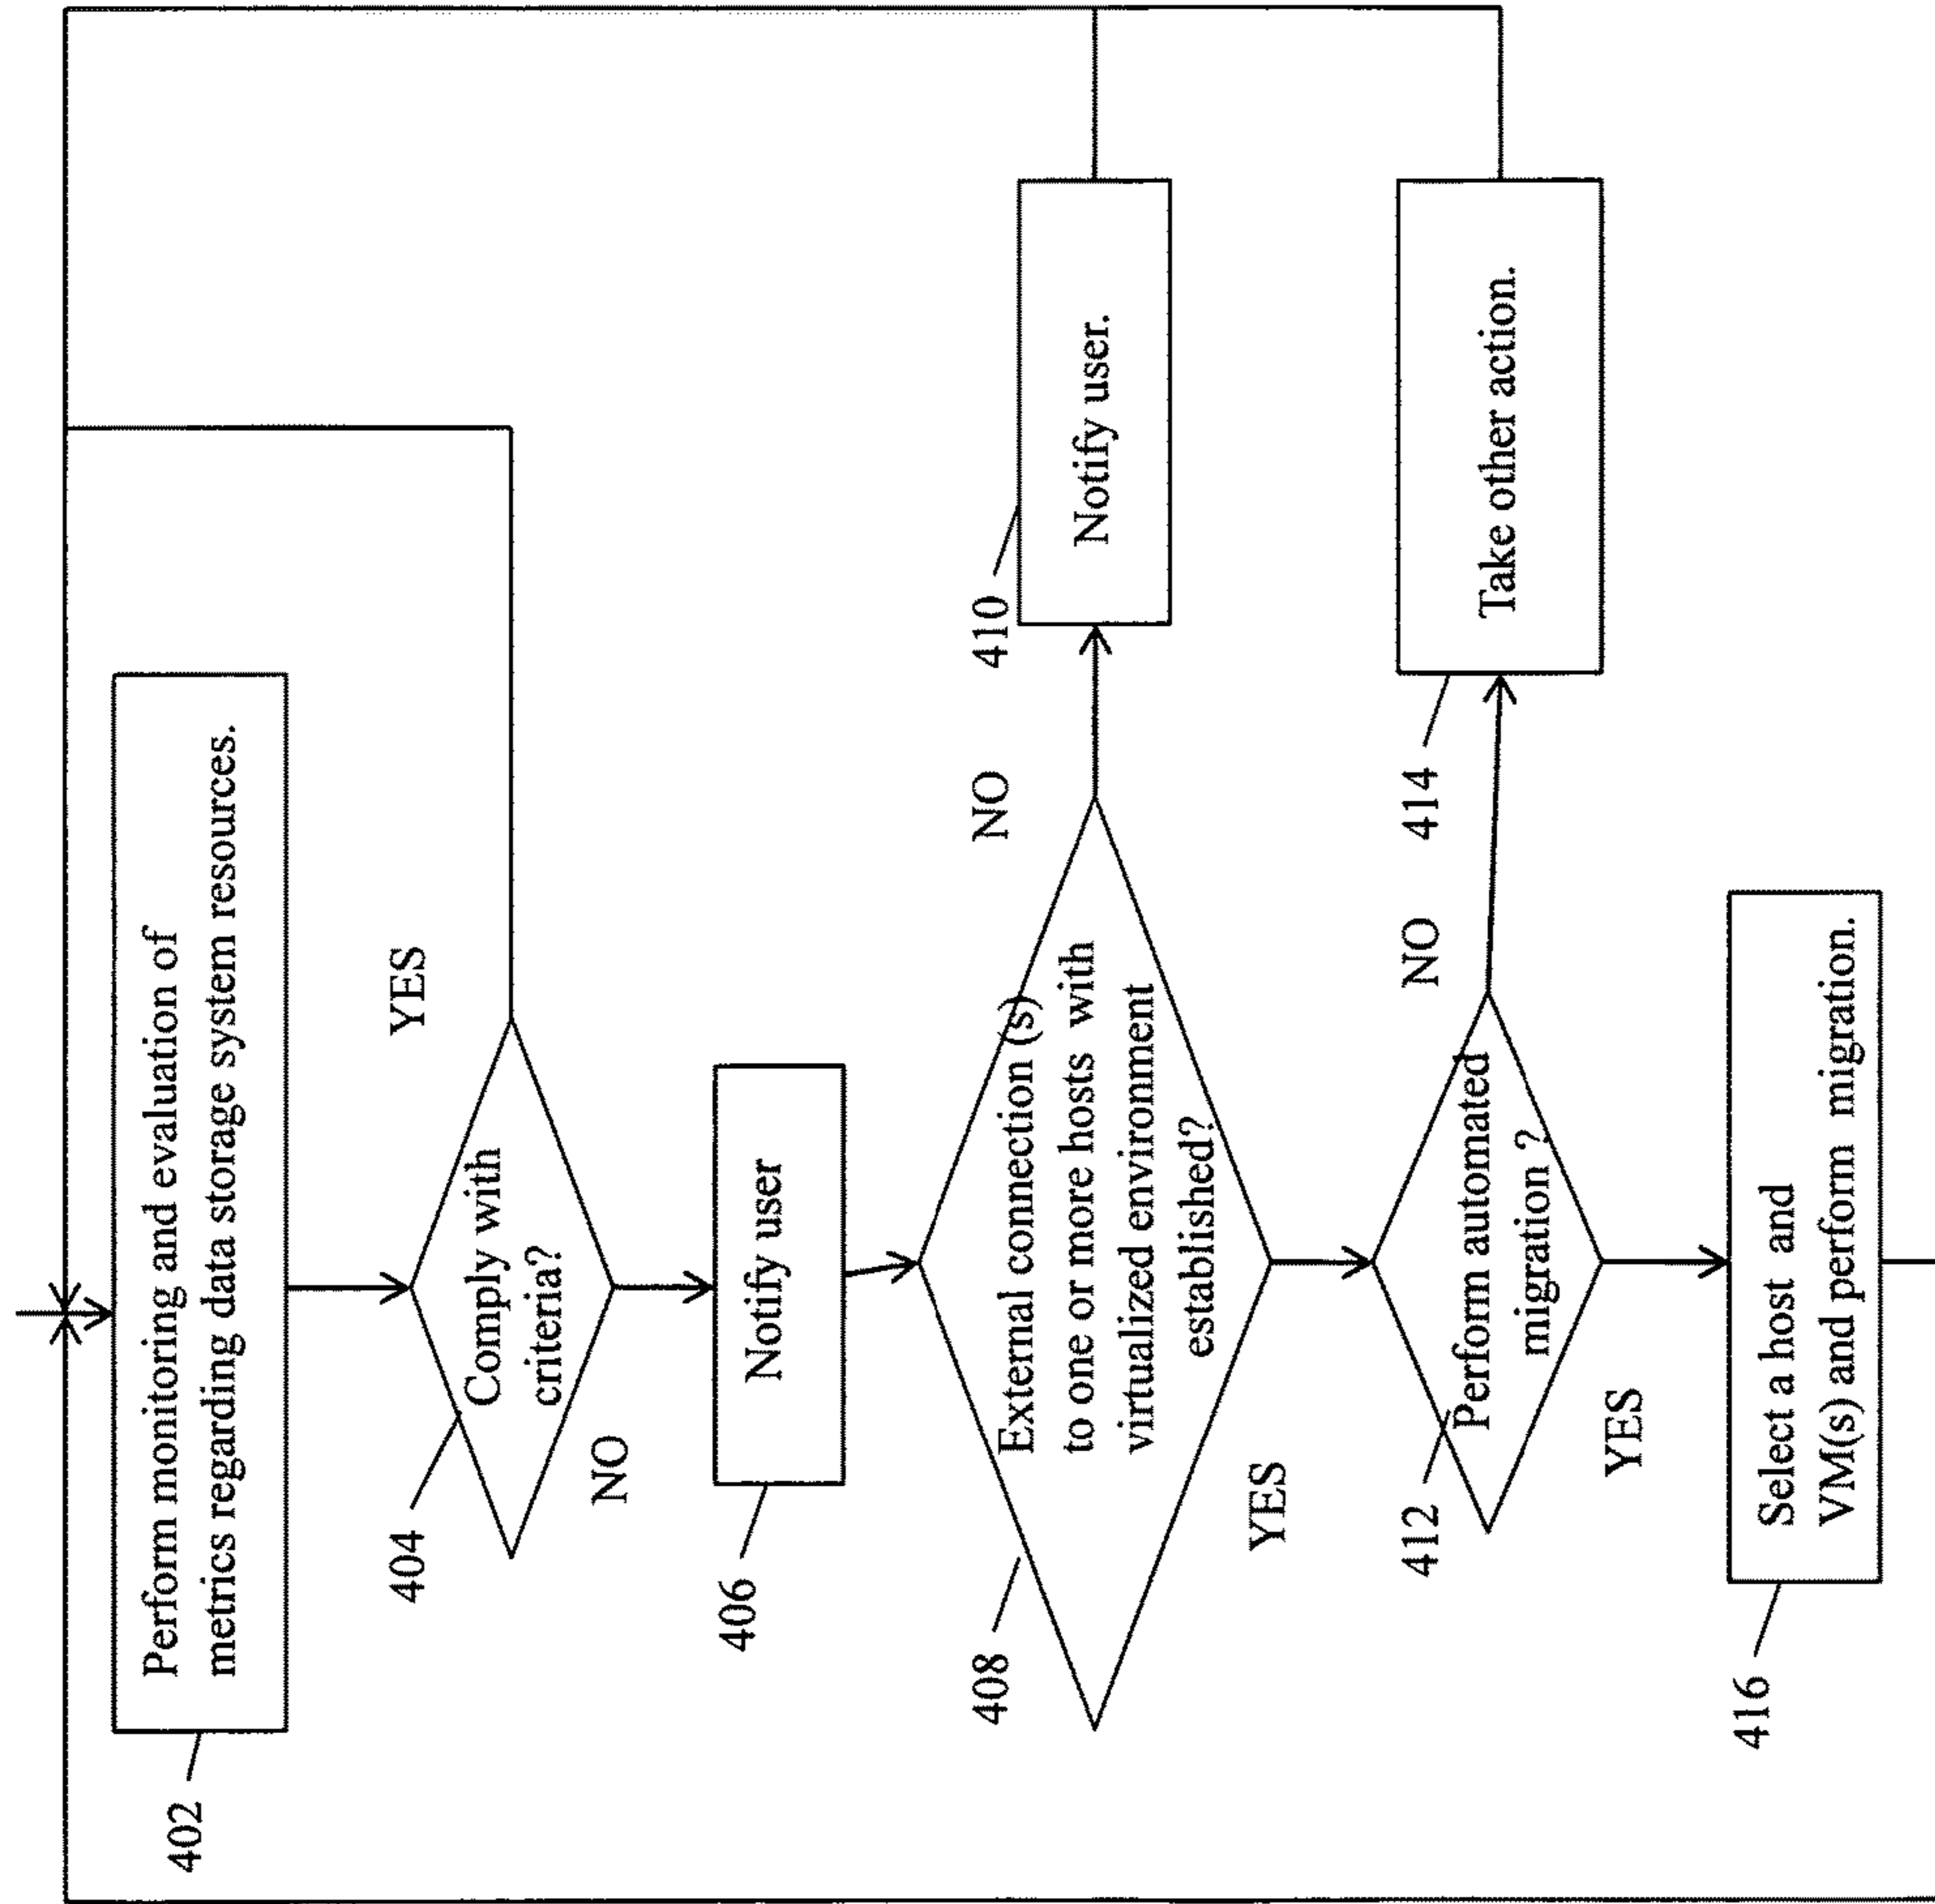 402
Perform monitoring and evaluation of
metrics regarding data storage system resources.
404
Comply with
criteria?
YES
NO
406
Notify user
408
External connection (s)
to one or more hosts with
virtualized environment
established?
NO
410
Notify user.
YES
412
Perform automated
migration ?
NO
414
Take other action.
YES
416
Select a host and
VM(s) and perform migration.